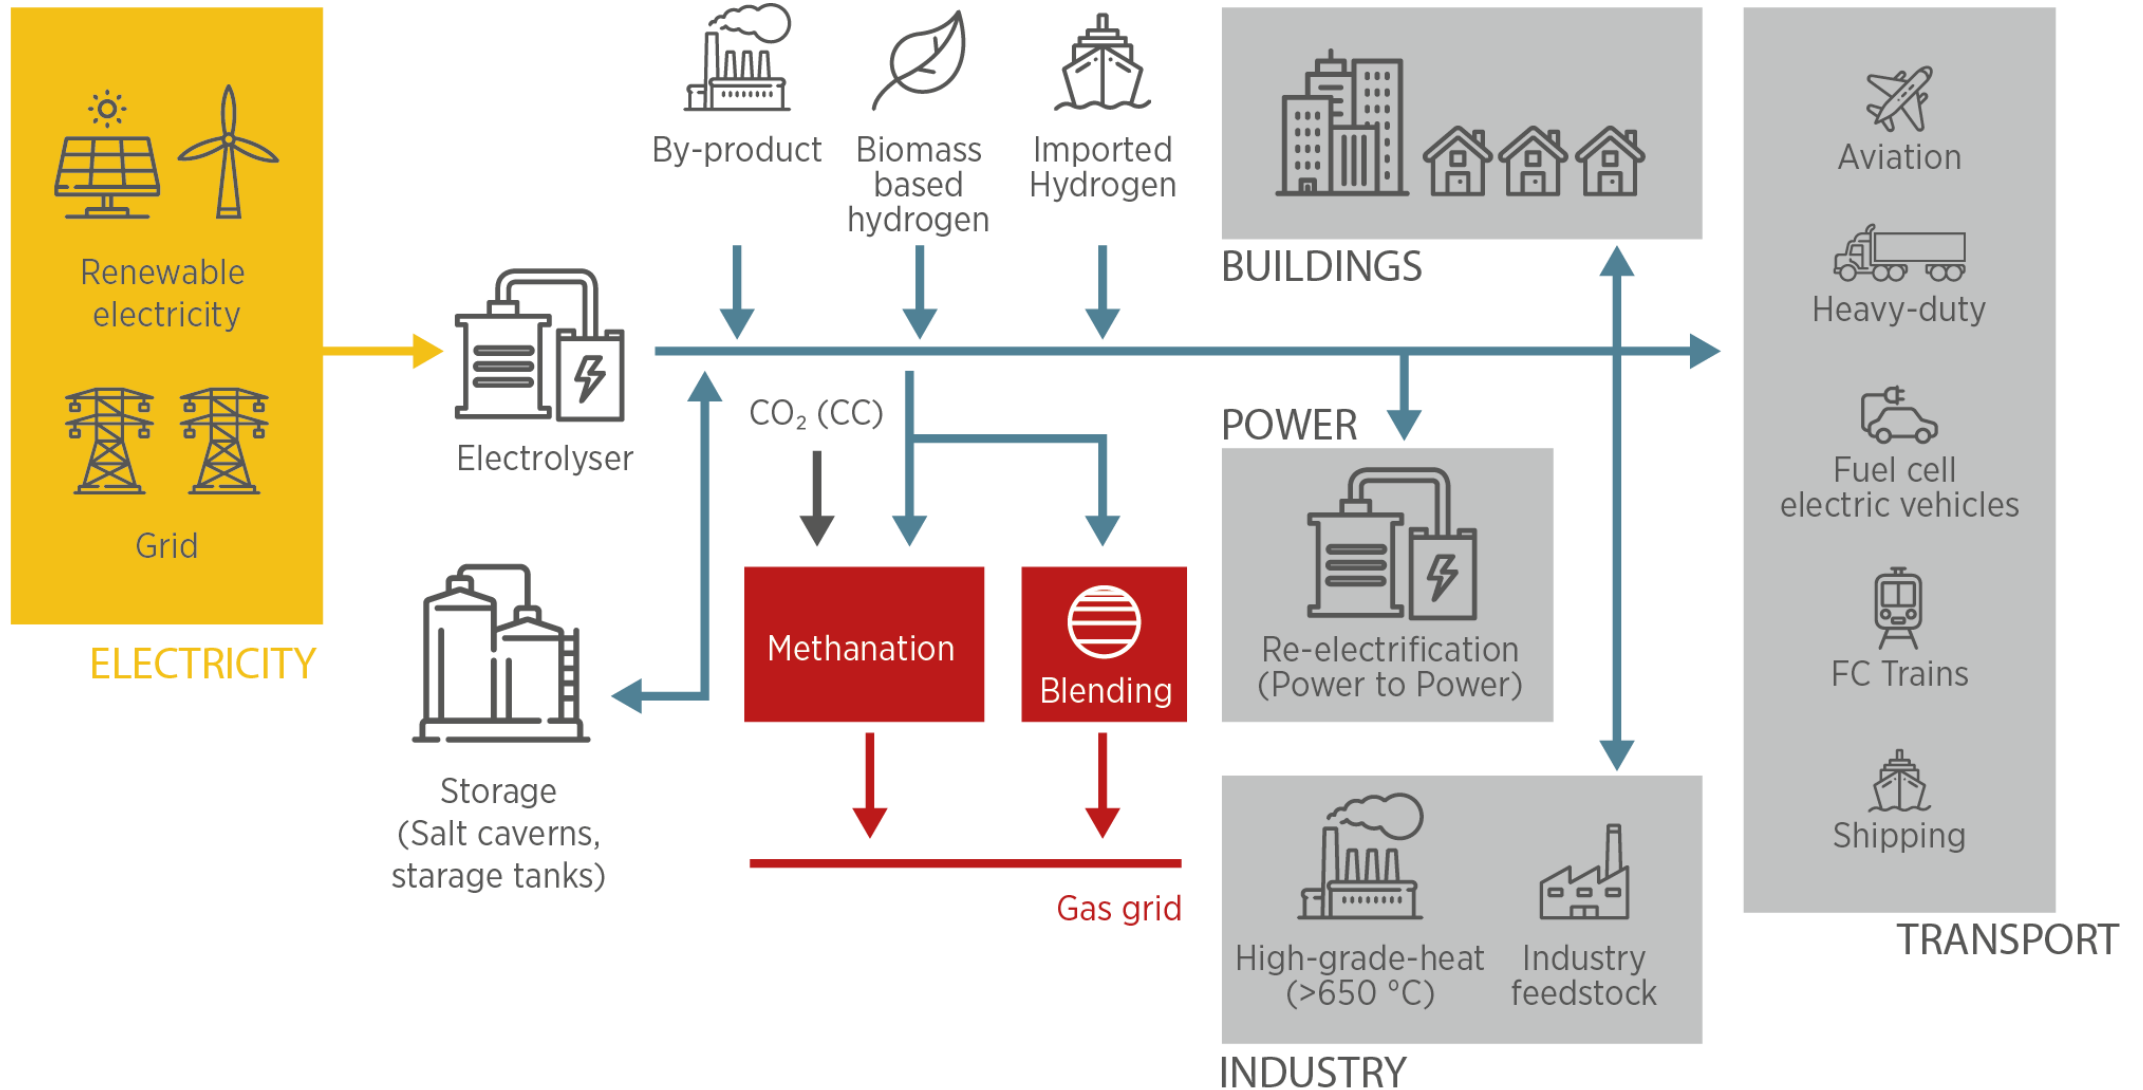 Renewable
electricity
Grid
ELECTRICITY
Electrolyser
Storage
(Salt caverns,
starage tanks)
By-product
Biomass
based
hydrogen
Imported
Hydrogen
CO₂ (CC)
Methanation
Blending
Gas grid
BUILDINGS
POWER
Re-electrification
(Power to Power)
High-grade-heat
(>650 °C)
Industry
feedstock
INDUSTRY
Aviation
Heavy-duty
Fuel cell
electric vehicles
FC Trains
Shipping
TRANSPORT